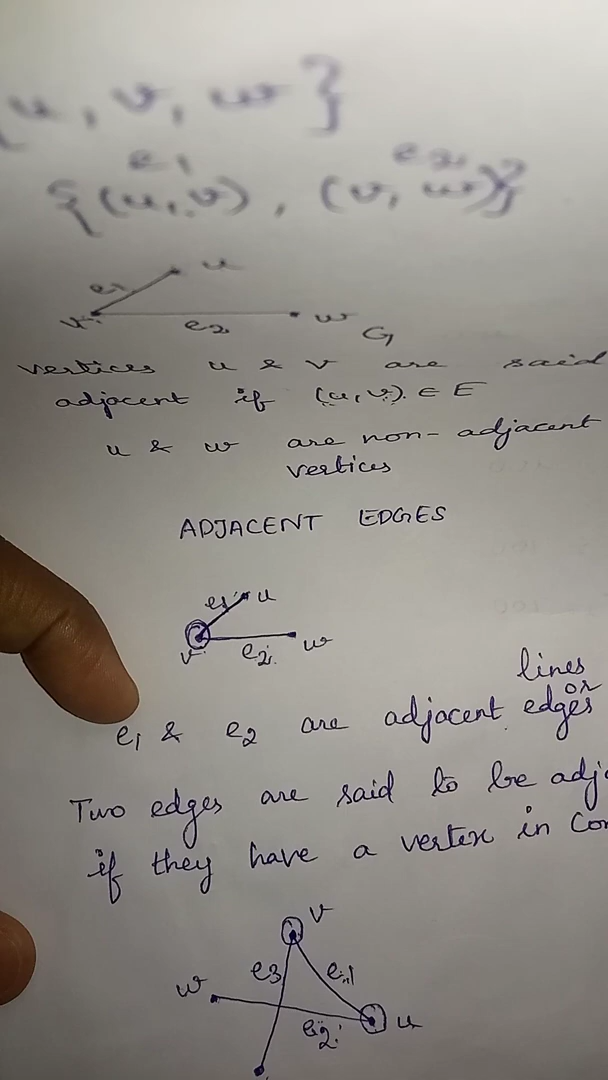 {u, v, w}
e1 e2
{(u,v), (v,w)}
e1 u
v e2 w G
vertices u & v are said
adjacent if (u,v) ∈ E
u & w are non-adjacent
vertices
ADJACENT EDGES
e1 u
v e2 w
lines
or
e1 & e2 are adjacent edges
Two edges are said to be adj
if they have a vertex in Com
v
e3 e1
w
e2 u